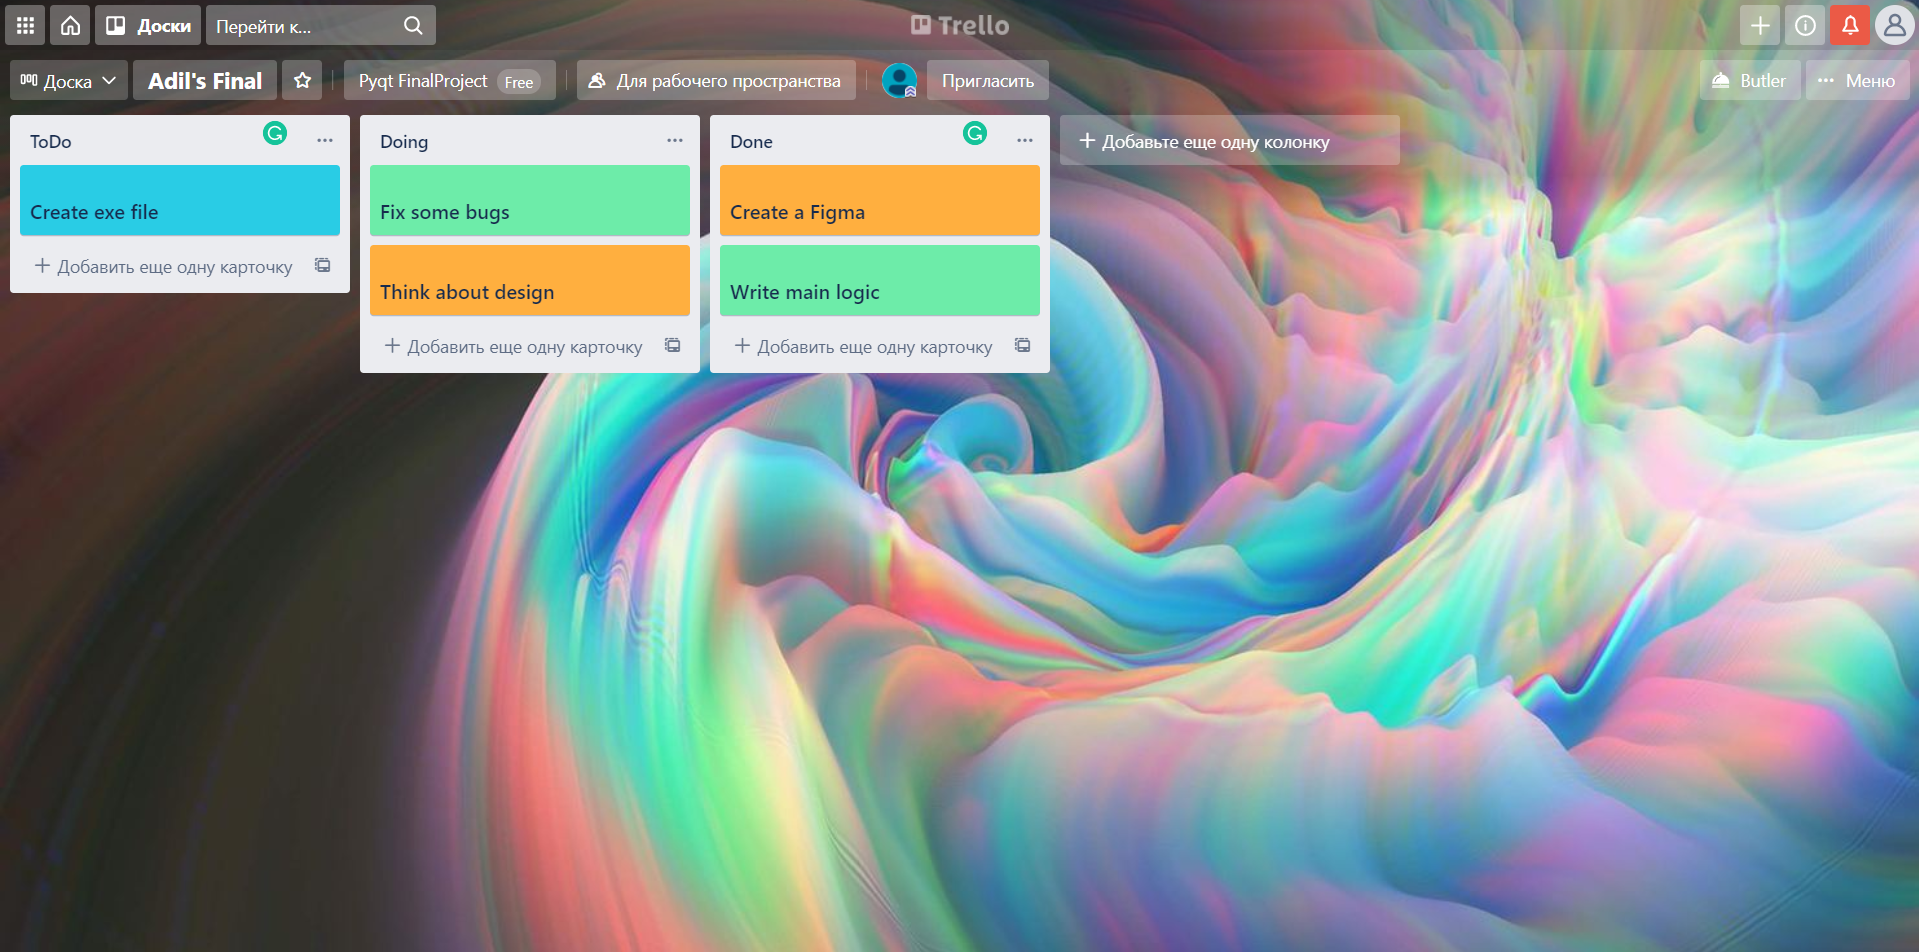 Доски
Перейти к...
Trello
Доска
Adil's Final
Pyqt FinalProject Free
Для рабочего пространства
Пригласить
Butler
Меню
ToDo
Create exe file
Добавить еще одну карточку
Doing
Fix some bugs
Think about design
Добавить еще одну карточку
Done
Create a Figma
Write main logic
Добавить еще одну карточку
Добавьте еще одну колонку